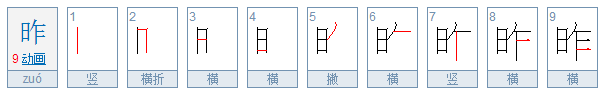 昨 1 2 3 4 5 6 7 8 9
9 动画
zuó 竖 横折 横 横 撇 横 竖 横 横